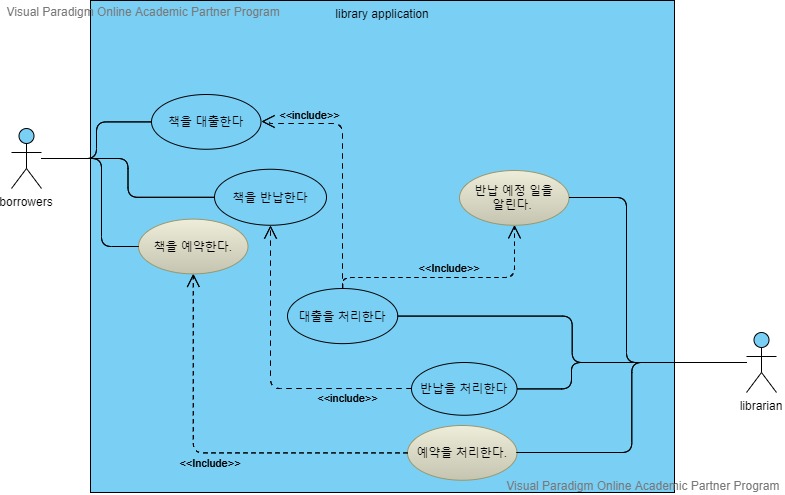 Visual Paradigm Online Academic Partner Program
library application
책을 대출한다
<<include>>
borrowers
책을 반납한다
반납 예정 일을
알린다.
책을 예약한다.
<<Include>>
대출을 처리한다
반납을 처리한다
<<include>>
librarian
예약을 처리한다.
<<Include>>
Visual Paradigm Online Academic Partner Program